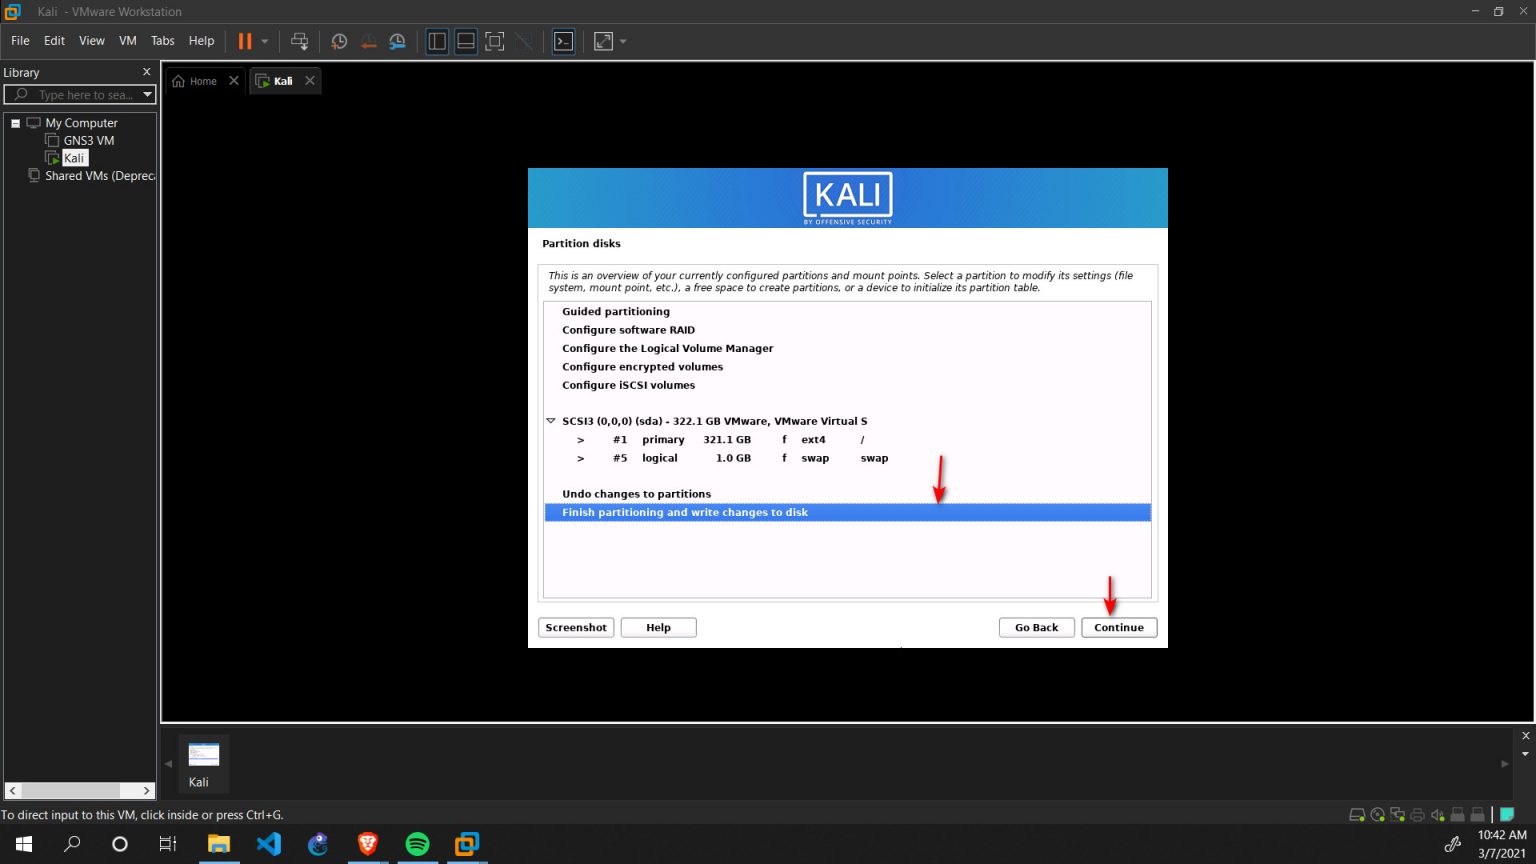 Kali - VMware Workstation
File Edit View VM Tabs Help
Library
Type here to sea...
My Computer
GNS3 VM
Kali
Shared VMs (Depreca
Home
Kali
KALI
BY OFFENSIVE SECURITY
Partition disks
This is an overview of your currently configured partitions and mount points. Select a partition to modify its settings (file
system, mount point, etc.), a free space to create partitions, or a device to initialize its partition table.
Guided partitioning
Configure software RAID
Configure the Logical Volume Manager
Configure encrypted volumes
Configure iSCSI volumes
SCSI3 (0,0,0) (sda) - 322.1 GB VMware, VMware Virtual S
> #1 primary 321.1 GB f ext4 /
> #5 logical 1.0 GB f swap swap
Undo changes to partitions
Finish partitioning and write changes to disk
Screenshot Help Go Back Continue
Kali
To direct input to this VM, click inside or press Ctrl+G.
10:42 AM
3/7/2021